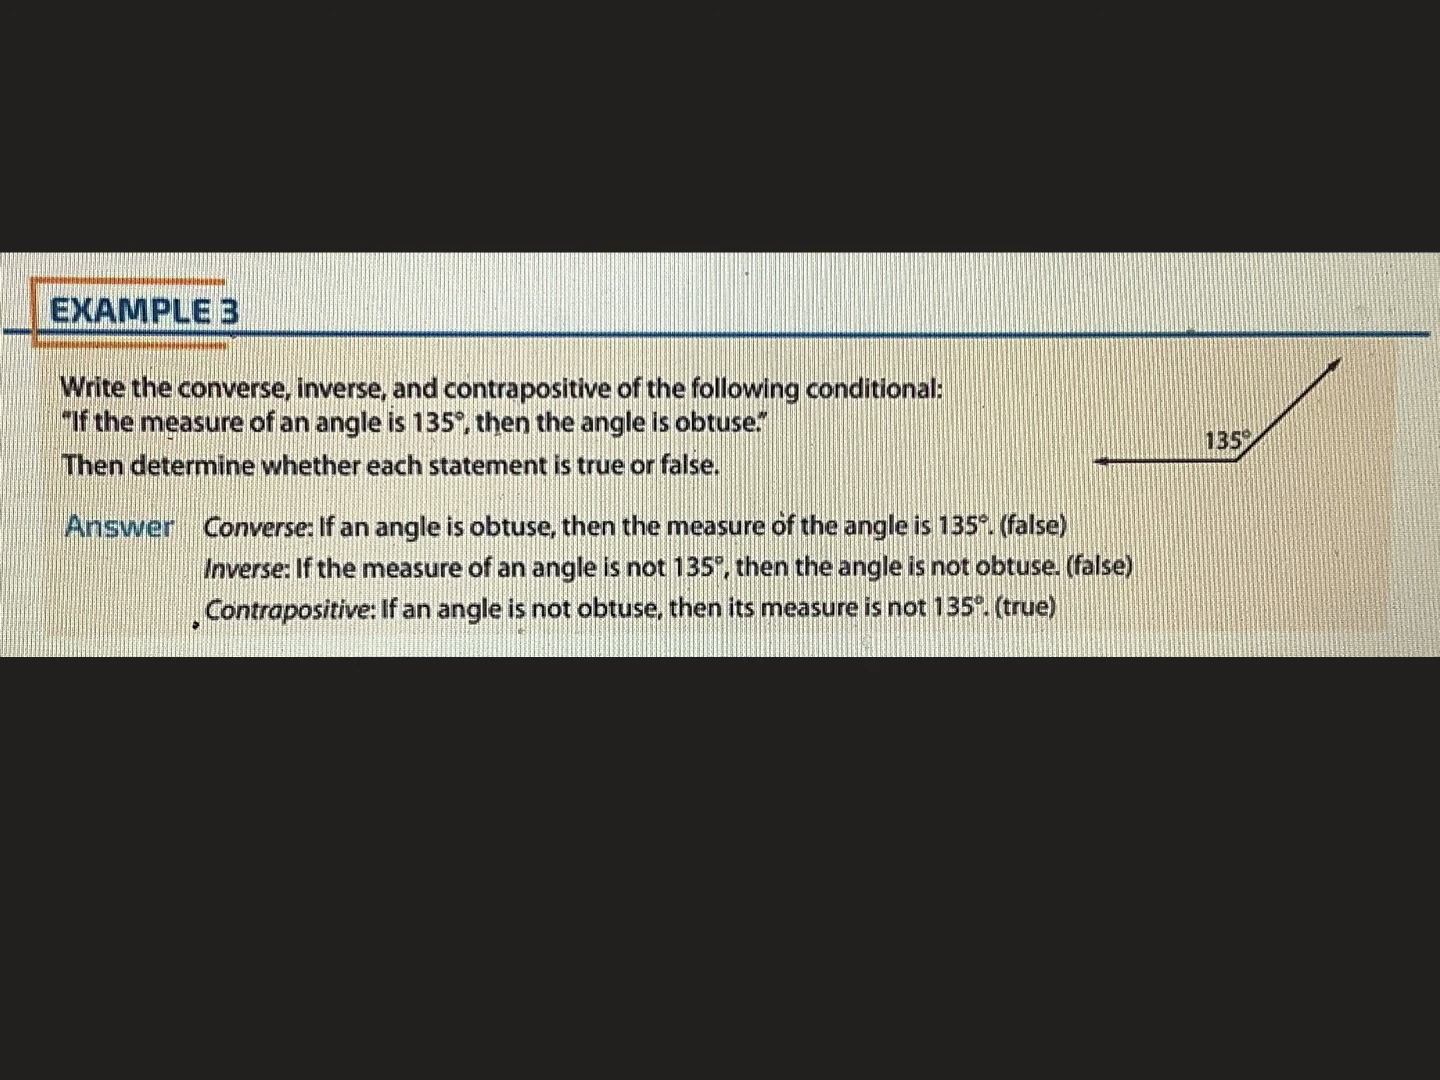 EXAMPLE 3
Write the converse, inverse, and contrapositive of the following conditional:
"If the measure of an angle is 135°, then the angle is obtuse."
Then determine whether each statement is true or false.
135°
Answer Converse: If an angle is obtuse, then the measure of the angle is 135°. (false)
Inverse: If the measure of an angle is not 135°, then the angle is not obtuse. (false)
Contrapositive: If an angle is not obtuse, then its measure is not 135°. (true)